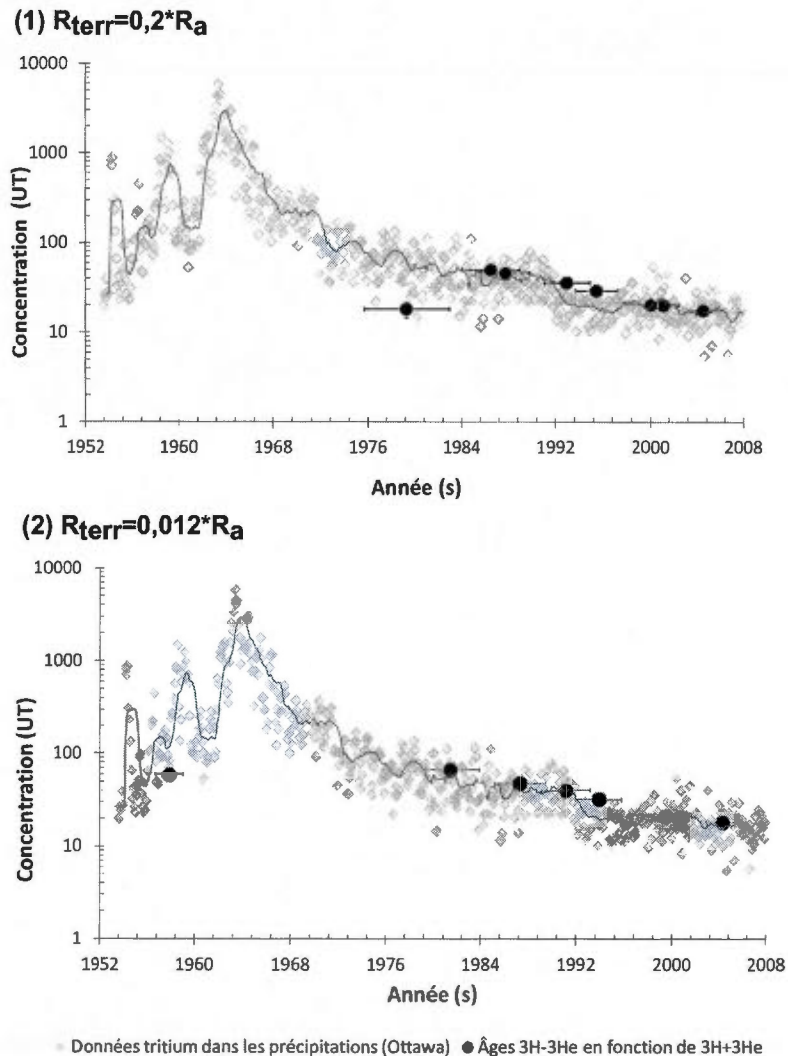 (1) Rterr=0,2*Ra
10000
1000
100
10
1
Concentration (UT)
1952 1960 1968 1976 1984 1992 2000 2008
Année (s)
(2) Rterr=0,012*Ra
10000
1000
100
10
1
Concentration (UT)
1952 1960 1968 1976 1984 1992 2000 2008
Année (s)
Données tritium dans les précipitations (Ottawa) Âges 3H-3He en fonction de 3H+3He